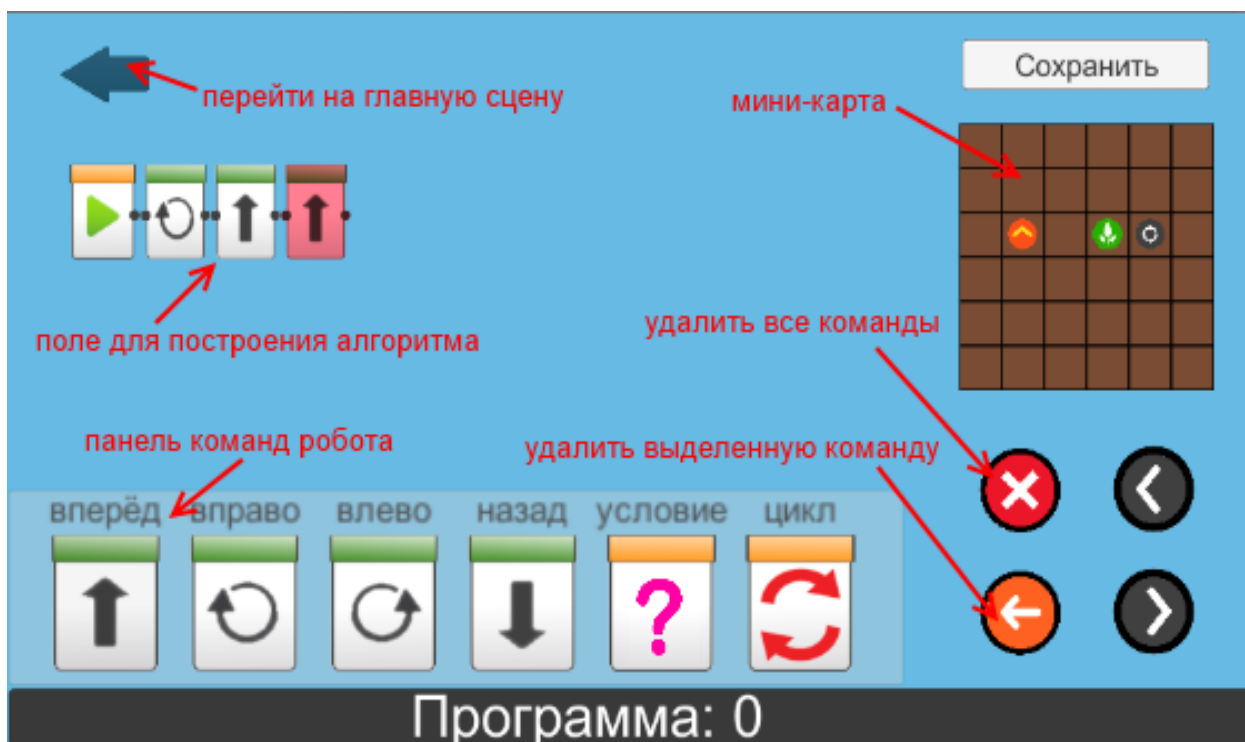 Сохранить
перейти на главную сцену
мини-карта
поле для построения алгоритма
удалить все команды
панель команд робота
удалить выделенную команду
вперёд вправо влево назад условие цикл
?
Программа: 0